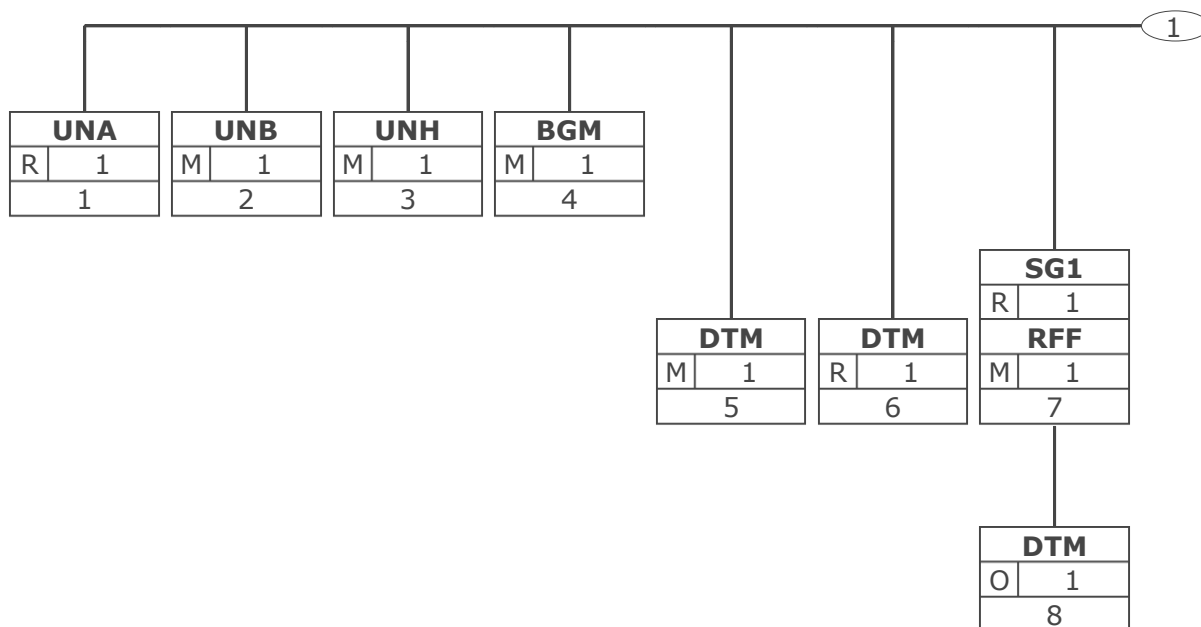 1
UNA UNB UNH BGM
R 1 M 1 M 1 M 1
1 2 3 4
SG1
R 1
DTM DTM RFF
M 1 R 1 M 1
5 6 7
DTM
O 1
8